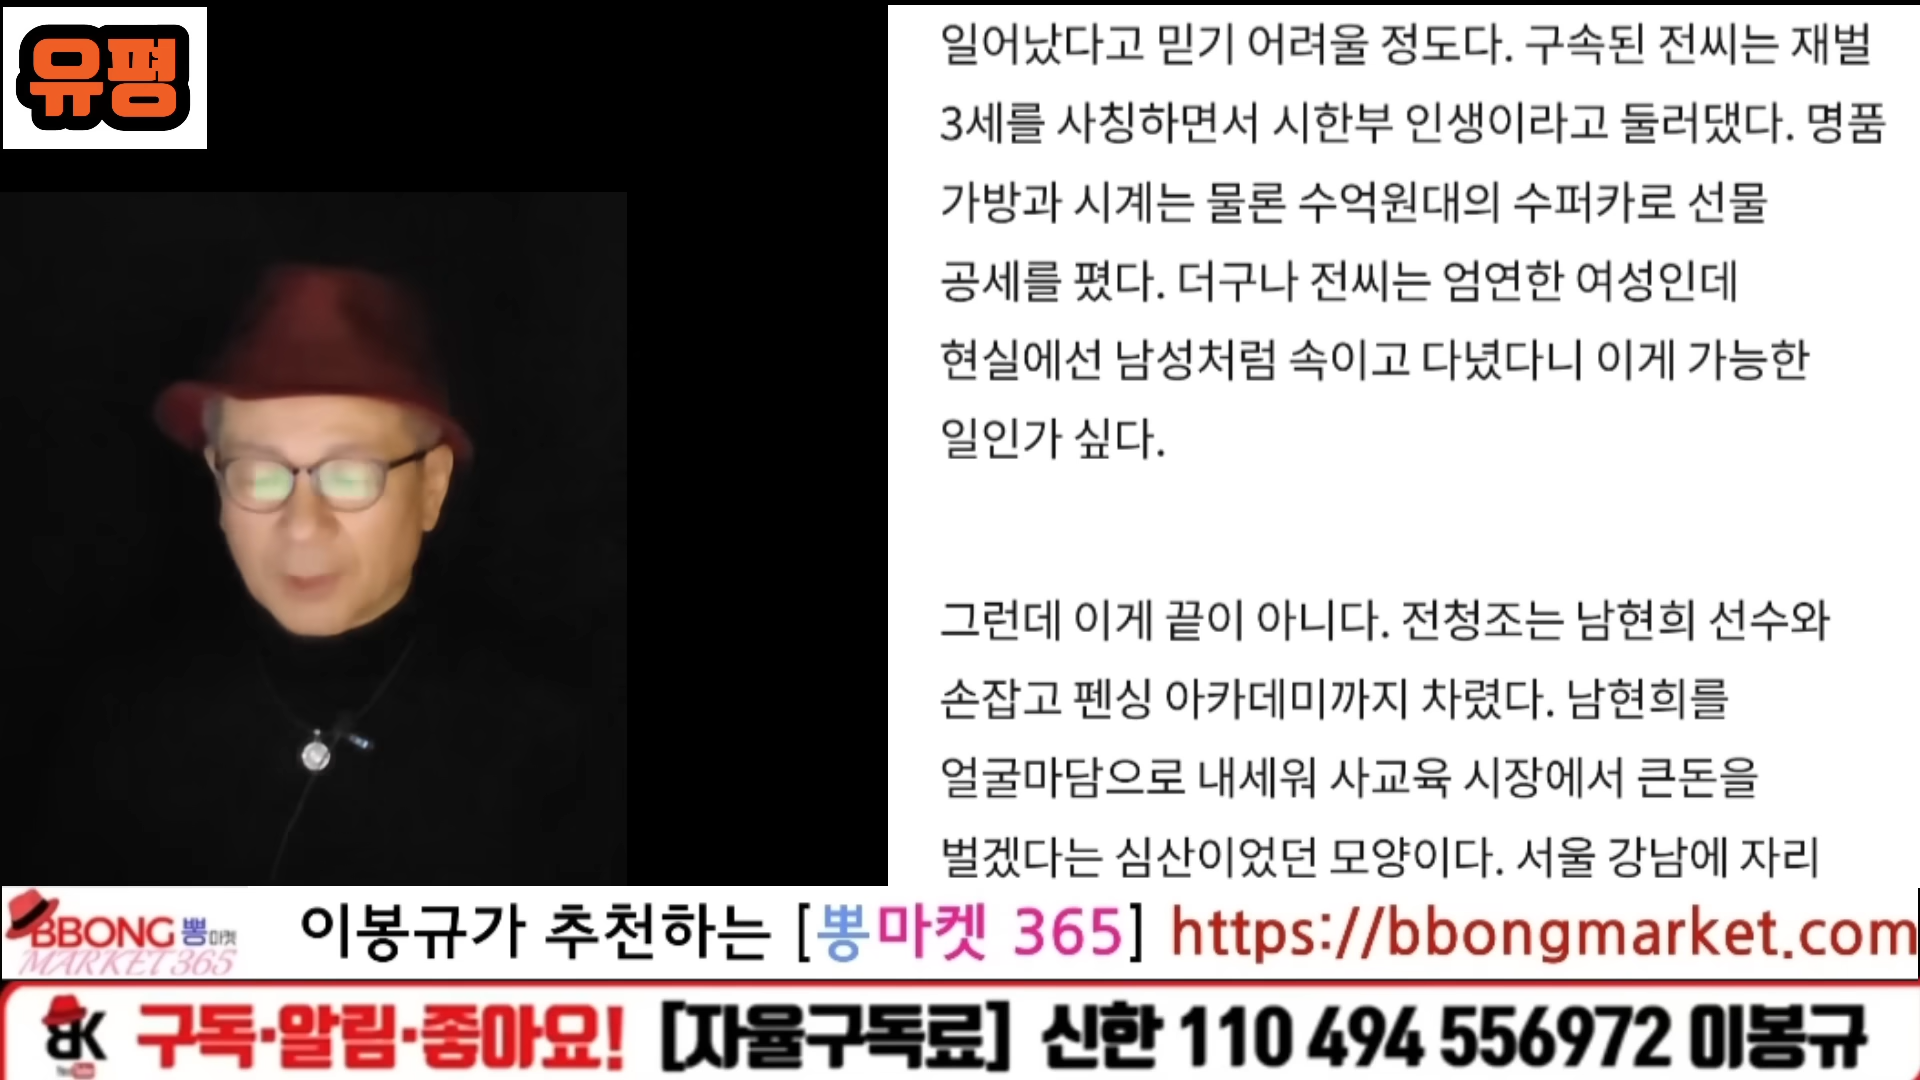 유평
일어났다고 믿기 어려울 정도다. 구속된 전씨는 재벌
3세를 사칭하면서 시한부 인생이라고 둘러댔다. 명품
가방과 시계는 물론 수억원대의 수퍼카로 선물
공세를 폈다. 더구나 전씨는 엄연한 여성인데
현실에선 남성처럼 속이고 다녔다니 이게 가능한
일인가 싶다.
그런데 이게 끝이 아니다. 전청조는 남현희 선수와
손잡고 펜싱 아카데미까지 차렸다. 남현희를
얼굴마담으로 내세워 사교육 시장에서 큰돈을
벌겠다는 심산이었던 모양이다. 서울 강남에 자리
BBONG 뽕마켓
MARKET 365
이봉규가 추천하는 [뽕마켓 365] https://bbongmarket.com
BK
YouTube
구독·알림·좋아요! [자율구독료] 신한 110 494 556972 이봉규